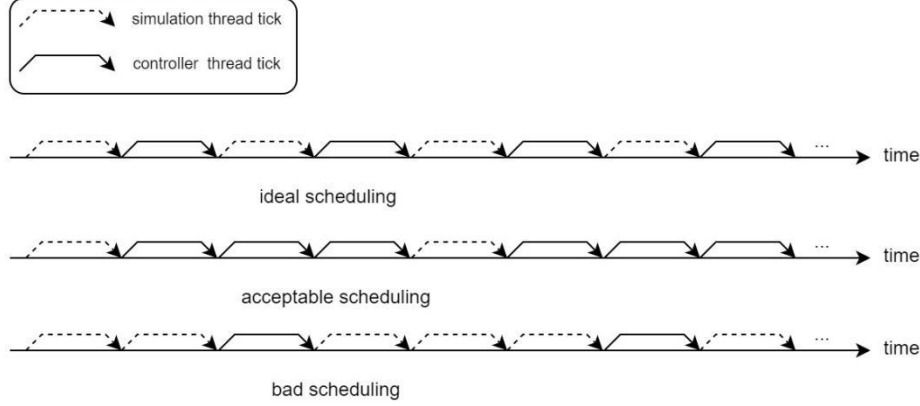 simulation thread tick
controller thread tick
... time
ideal scheduling
... time
acceptable scheduling
... time
bad scheduling